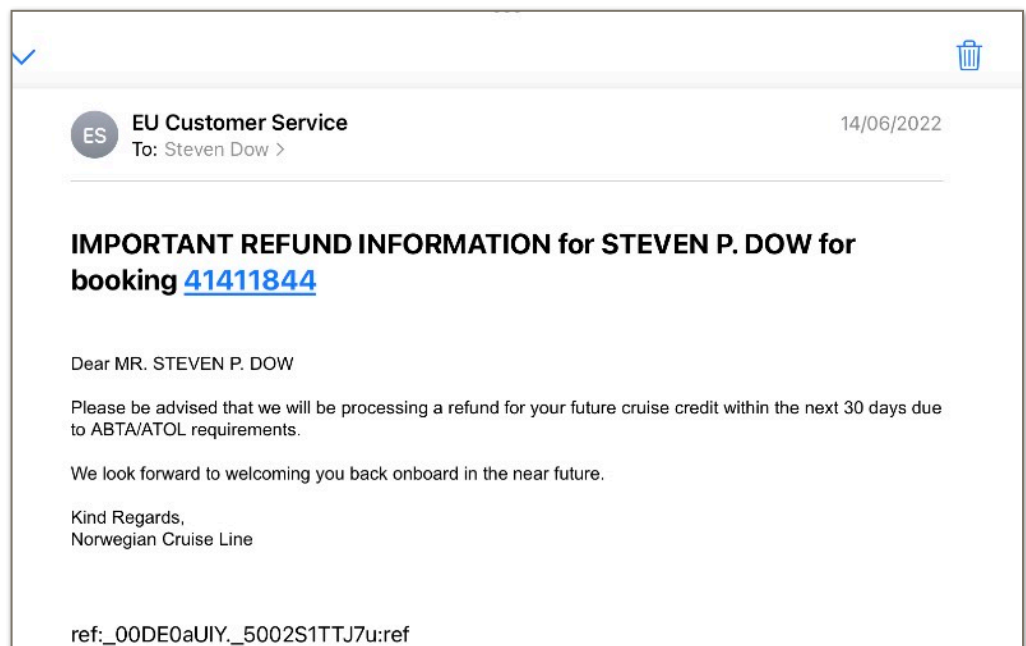 ES
EU Customer Service
14/06/2022
To: Steven Dow >
IMPORTANT REFUND INFORMATION for STEVEN P. DOW for
booking 41411844
Dear MR. STEVEN P. DOW
Please be advised that we will be processing a refund for your future cruise credit within the next 30 days due
to ABTA/ATOL requirements.
We look forward to welcoming you back onboard in the near future.
Kind Regards,
Norwegian Cruise Line
ref:_00DE0aUIY._5002S1TTJ7u:ref